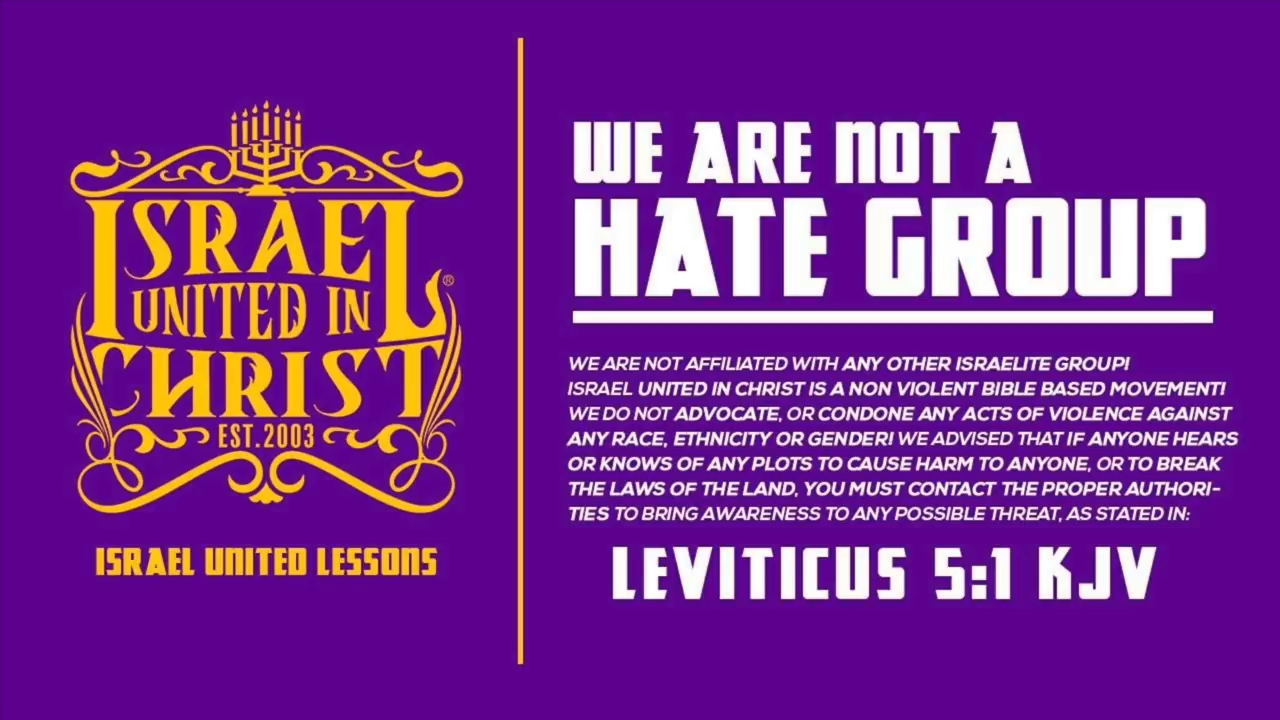 ISRAEL
UNITED IN
CHRIST
®
EST.2003
ISRAEL UNITED LESSONS
WE ARE NOT A
HATE GROUP
WE ARE NOT AFFILIATED WITH ANY OTHER ISRAELITE GROUP!
ISRAEL UNITED IN CHRIST IS A NON VIOLENT BIBLE BASED MOVEMENT!
WE DO NOT ADVOCATE, OR CONDONE ANY ACTS OF VIOLENCE AGAINST
ANY RACE, ETHNICITY OR GENDER! WE ADVISED THAT IF ANYONE HEARS
OR KNOWS OF ANY PLOTS TO CAUSE HARM TO ANYONE, OR TO BREAK
THE LAWS OF THE LAND, YOU MUST CONTACT THE PROPER AUTHORI-
TIES TO BRING AWARENESS TO ANY POSSIBLE THREAT, AS STATED IN:
LEVITICUS 5:1 KJV